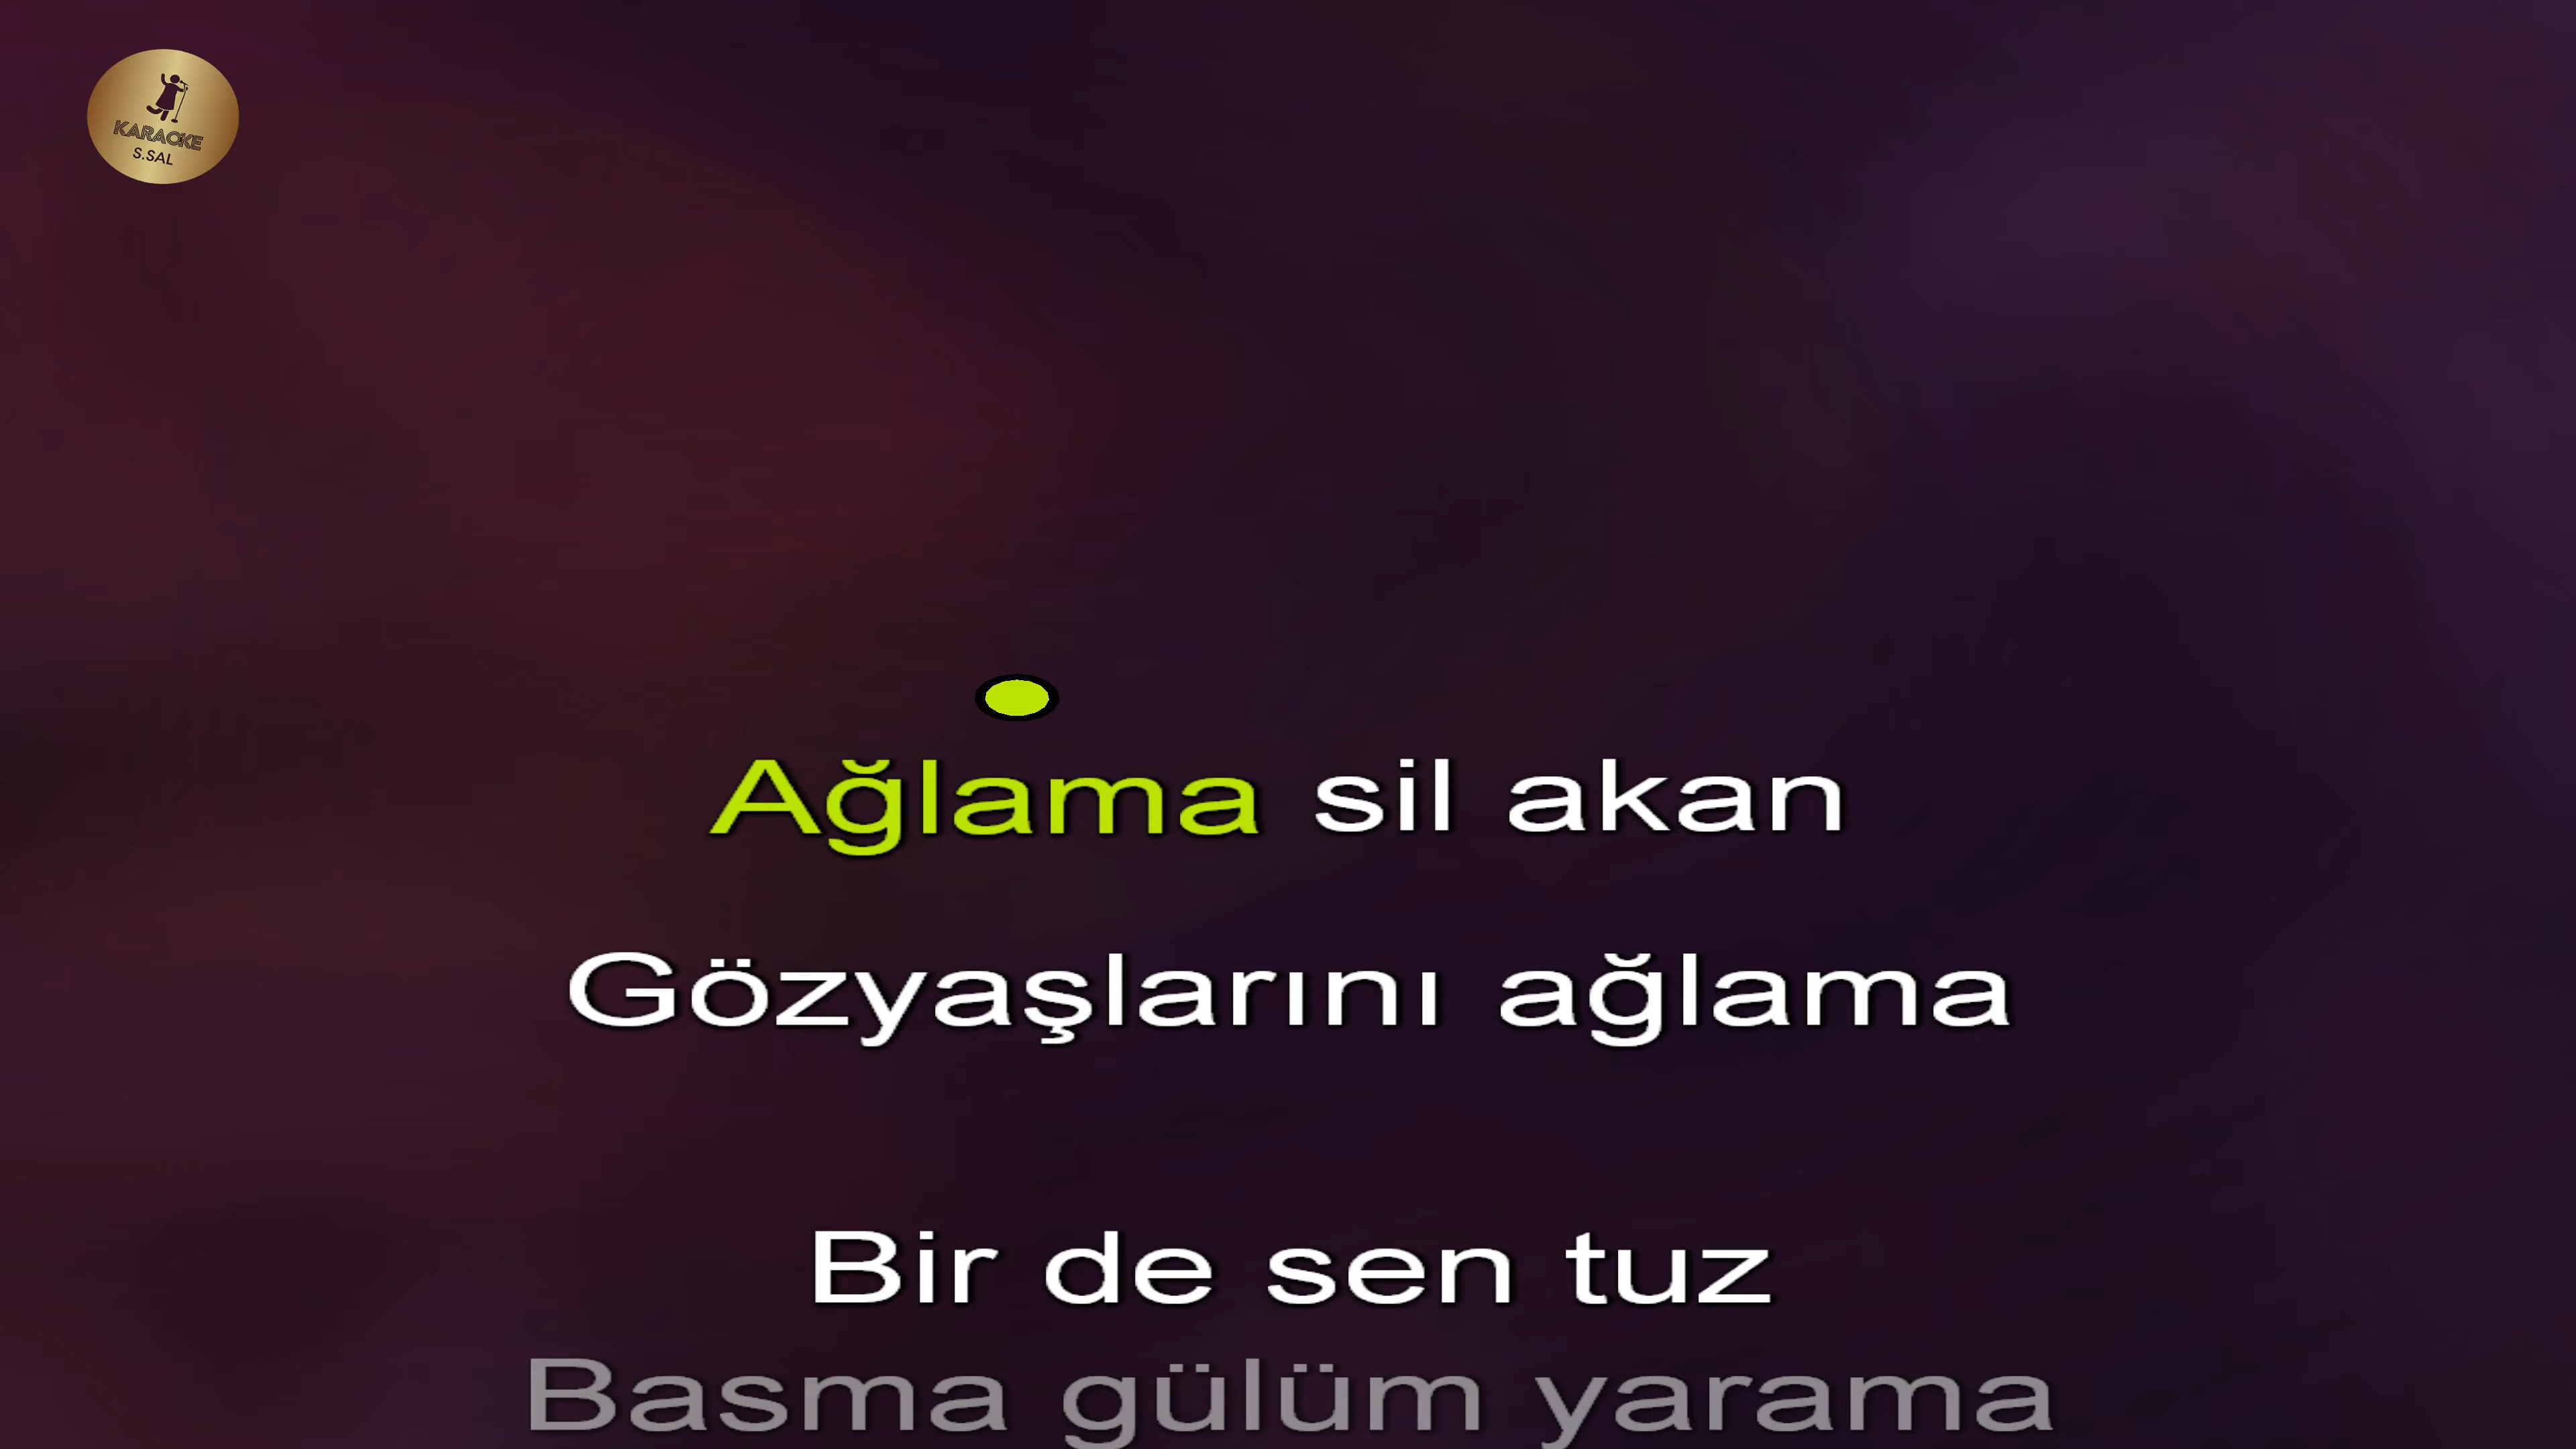 KARAOKE
S.SAL
Ağlama sil akan
Gözyaşlarını ağlama
Bir de sen tuz
Basma gülüm yarama